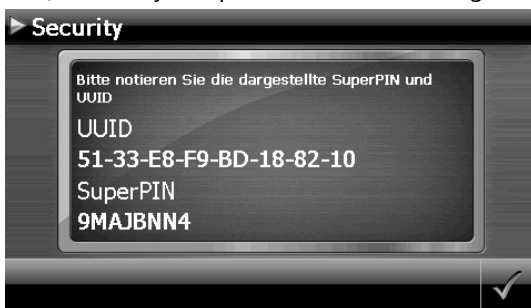 Security
Bitte notieren Sie die dargestellte SuperPIN und
UUID
UUID
51-33-E8-F9-BD-18-82-10
SuperPIN
9MAJBNN4